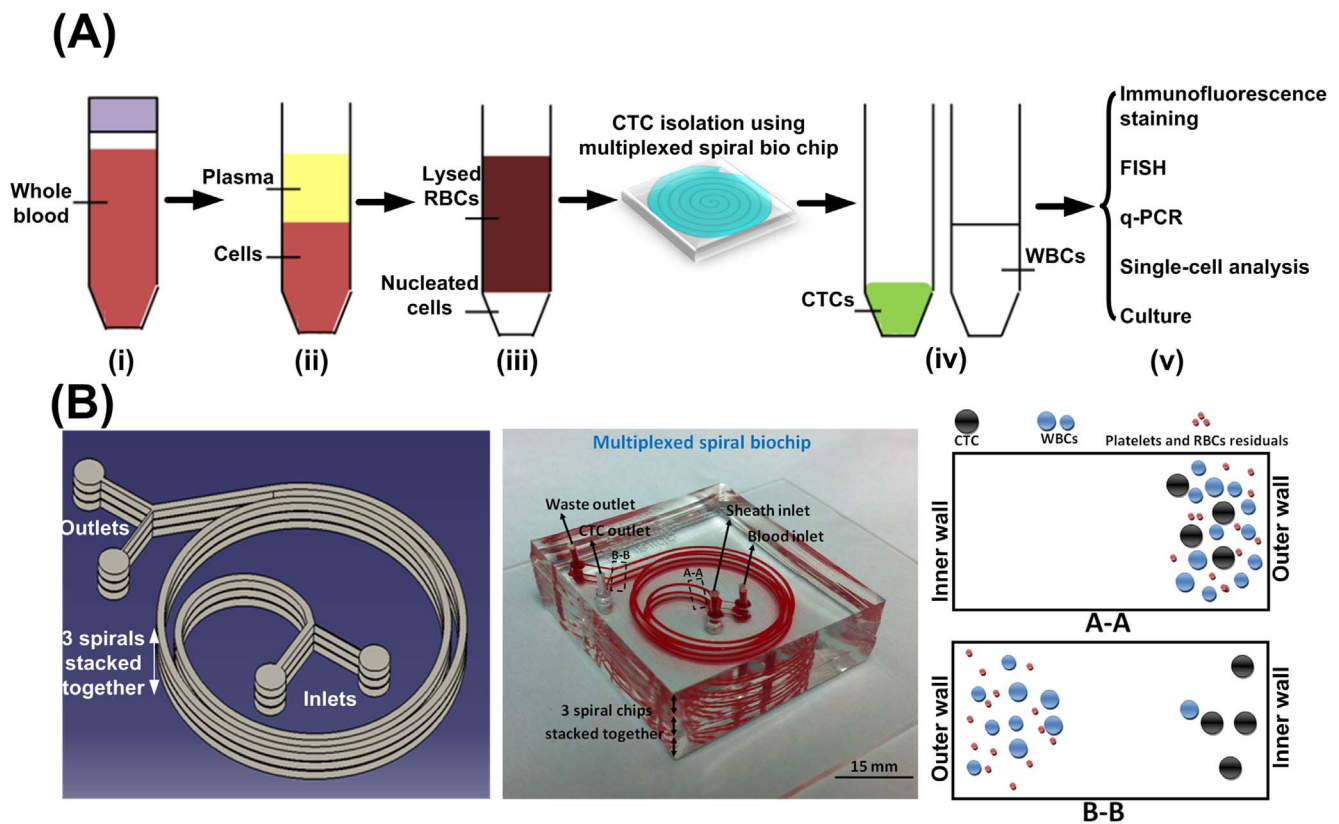 (A)
Whole
blood
Plasma
Cells
Lysed
RBCs
Nucleated
cells
CTC isolation using
multiplexed spiral bio chip
CTCs
WBCs
Immunofluorescence
staining
FISH
q-PCR
Single-cell analysis
Culture
(i)
(ii)
(iii)
(iv)
(v)
(B)
Outlets
3 spirals
stacked
together
Inlets
Multiplexed spiral biochip
Waste outlet
CTC outlet
B-B
Sheath inlet
Blood inlet
A-A
3 spiral chips
stacked together
15 mm
CTC
WBCs
Platelets and RBCs residuals
Inner wall
Outer wall
A-A
Outer wall
Inner wall
B-B